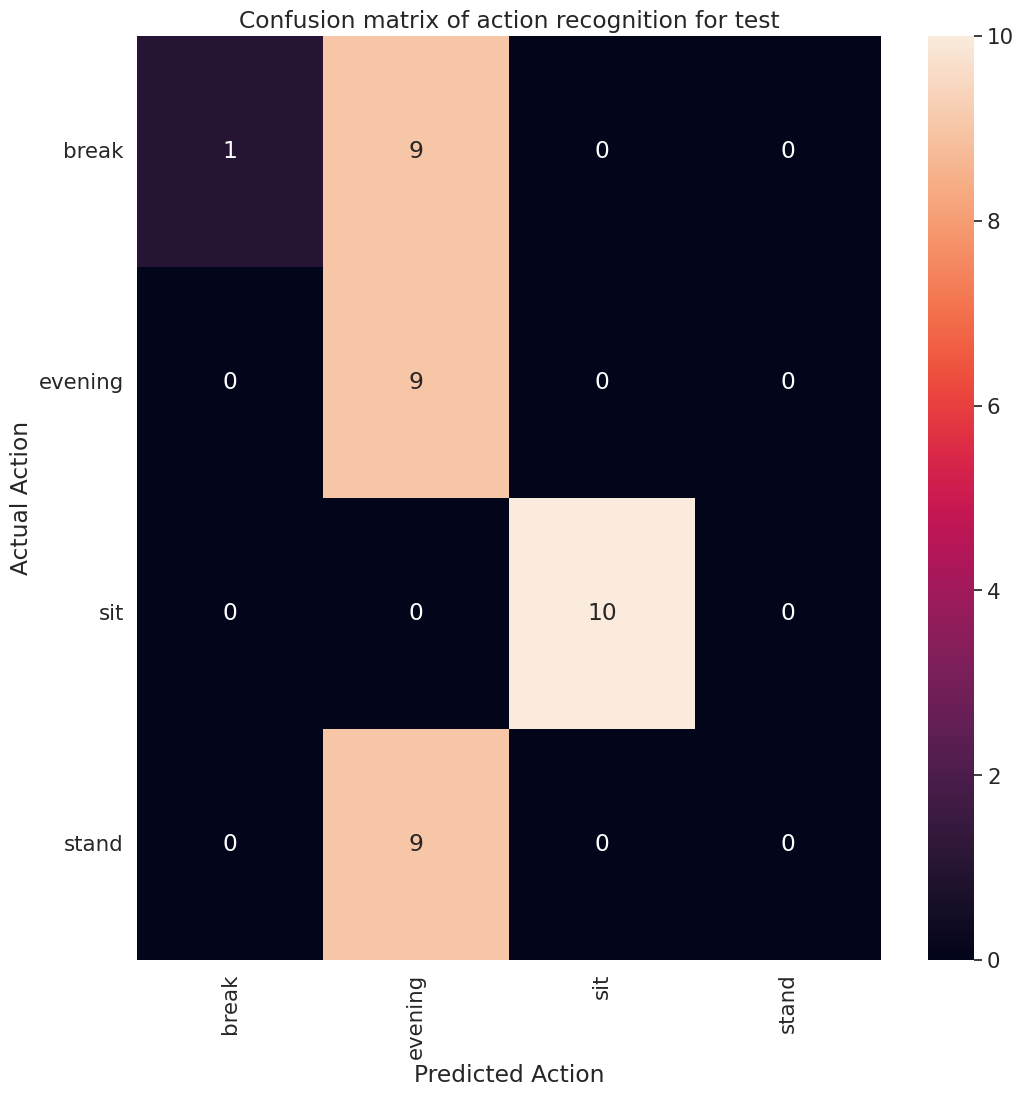 Confusion matrix of action recognition for test
break 1 9 0 0
evening 0 9 0 0
sit 0 0 10 0
stand 0 9 0 0
break evening sit stand
Predicted Action
Actual Action
10
8
6
4
2
0